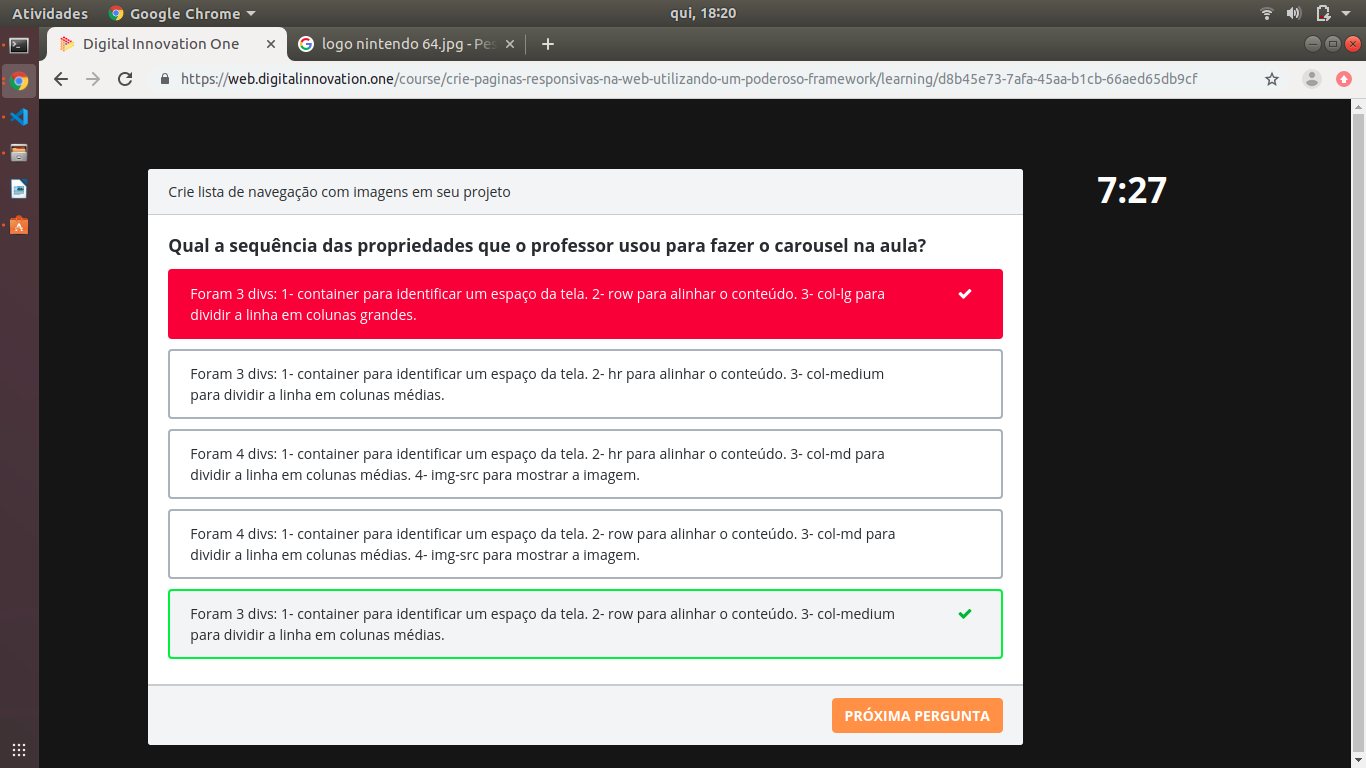 Atividades
Google Chrome
qui, 18:20
Digital Innovation One
logo nintendo 64.jpg - Pes
https://web.digitalinnovation.one/course/crie-paginas-responsivas-na-web-utilizando-um-poderoso-framework/learning/d8b45e73-7afa-45aa-b1cb-66aed65db9cf
Crie lista de navegação com imagens em seu projeto
7:27
Qual a sequência das propriedades que o professor usou para fazer o carousel na aula?
Foram 3 divs: 1- container para identificar um espaço da tela. 2- row para alinhar o conteúdo. 3- col-lg para
dividir a linha em colunas grandes.
Foram 3 divs: 1- container para identificar um espaço da tela. 2- hr para alinhar o conteúdo. 3- col-medium
para dividir a linha em colunas médias.
Foram 4 divs: 1- container para identificar um espaço da tela. 2- hr para alinhar o conteúdo. 3- col-md para
dividir a linha em colunas médias. 4- img-src para mostrar a imagem.
Foram 4 divs: 1- container para identificar um espaço da tela. 2- row para alinhar o conteúdo. 3- col-md para
dividir a linha em colunas médias. 4- img-src para mostrar a imagem.
Foram 3 divs: 1- container para identificar um espaço da tela. 2- row para alinhar o conteúdo. 3- col-medium
para dividir a linha em colunas médias.
PRÓXIMA PERGUNTA